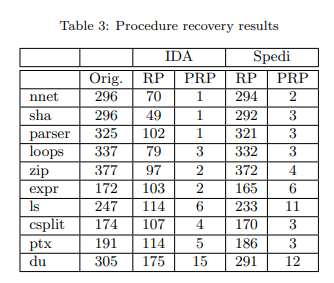 Table 3: Procedure recovery results
IDA Spedi
Orig. RP PRP RP PRP
nnet 296 70 1 294 2
sha 296 49 1 292 3
parser 325 102 1 321 3
loops 337 79 3 332 3
zip 377 97 2 372 4
expr 172 103 2 165 6
ls 247 114 6 233 11
csplit 174 107 4 170 3
ptx 191 114 5 186 3
du 305 175 15 291 12